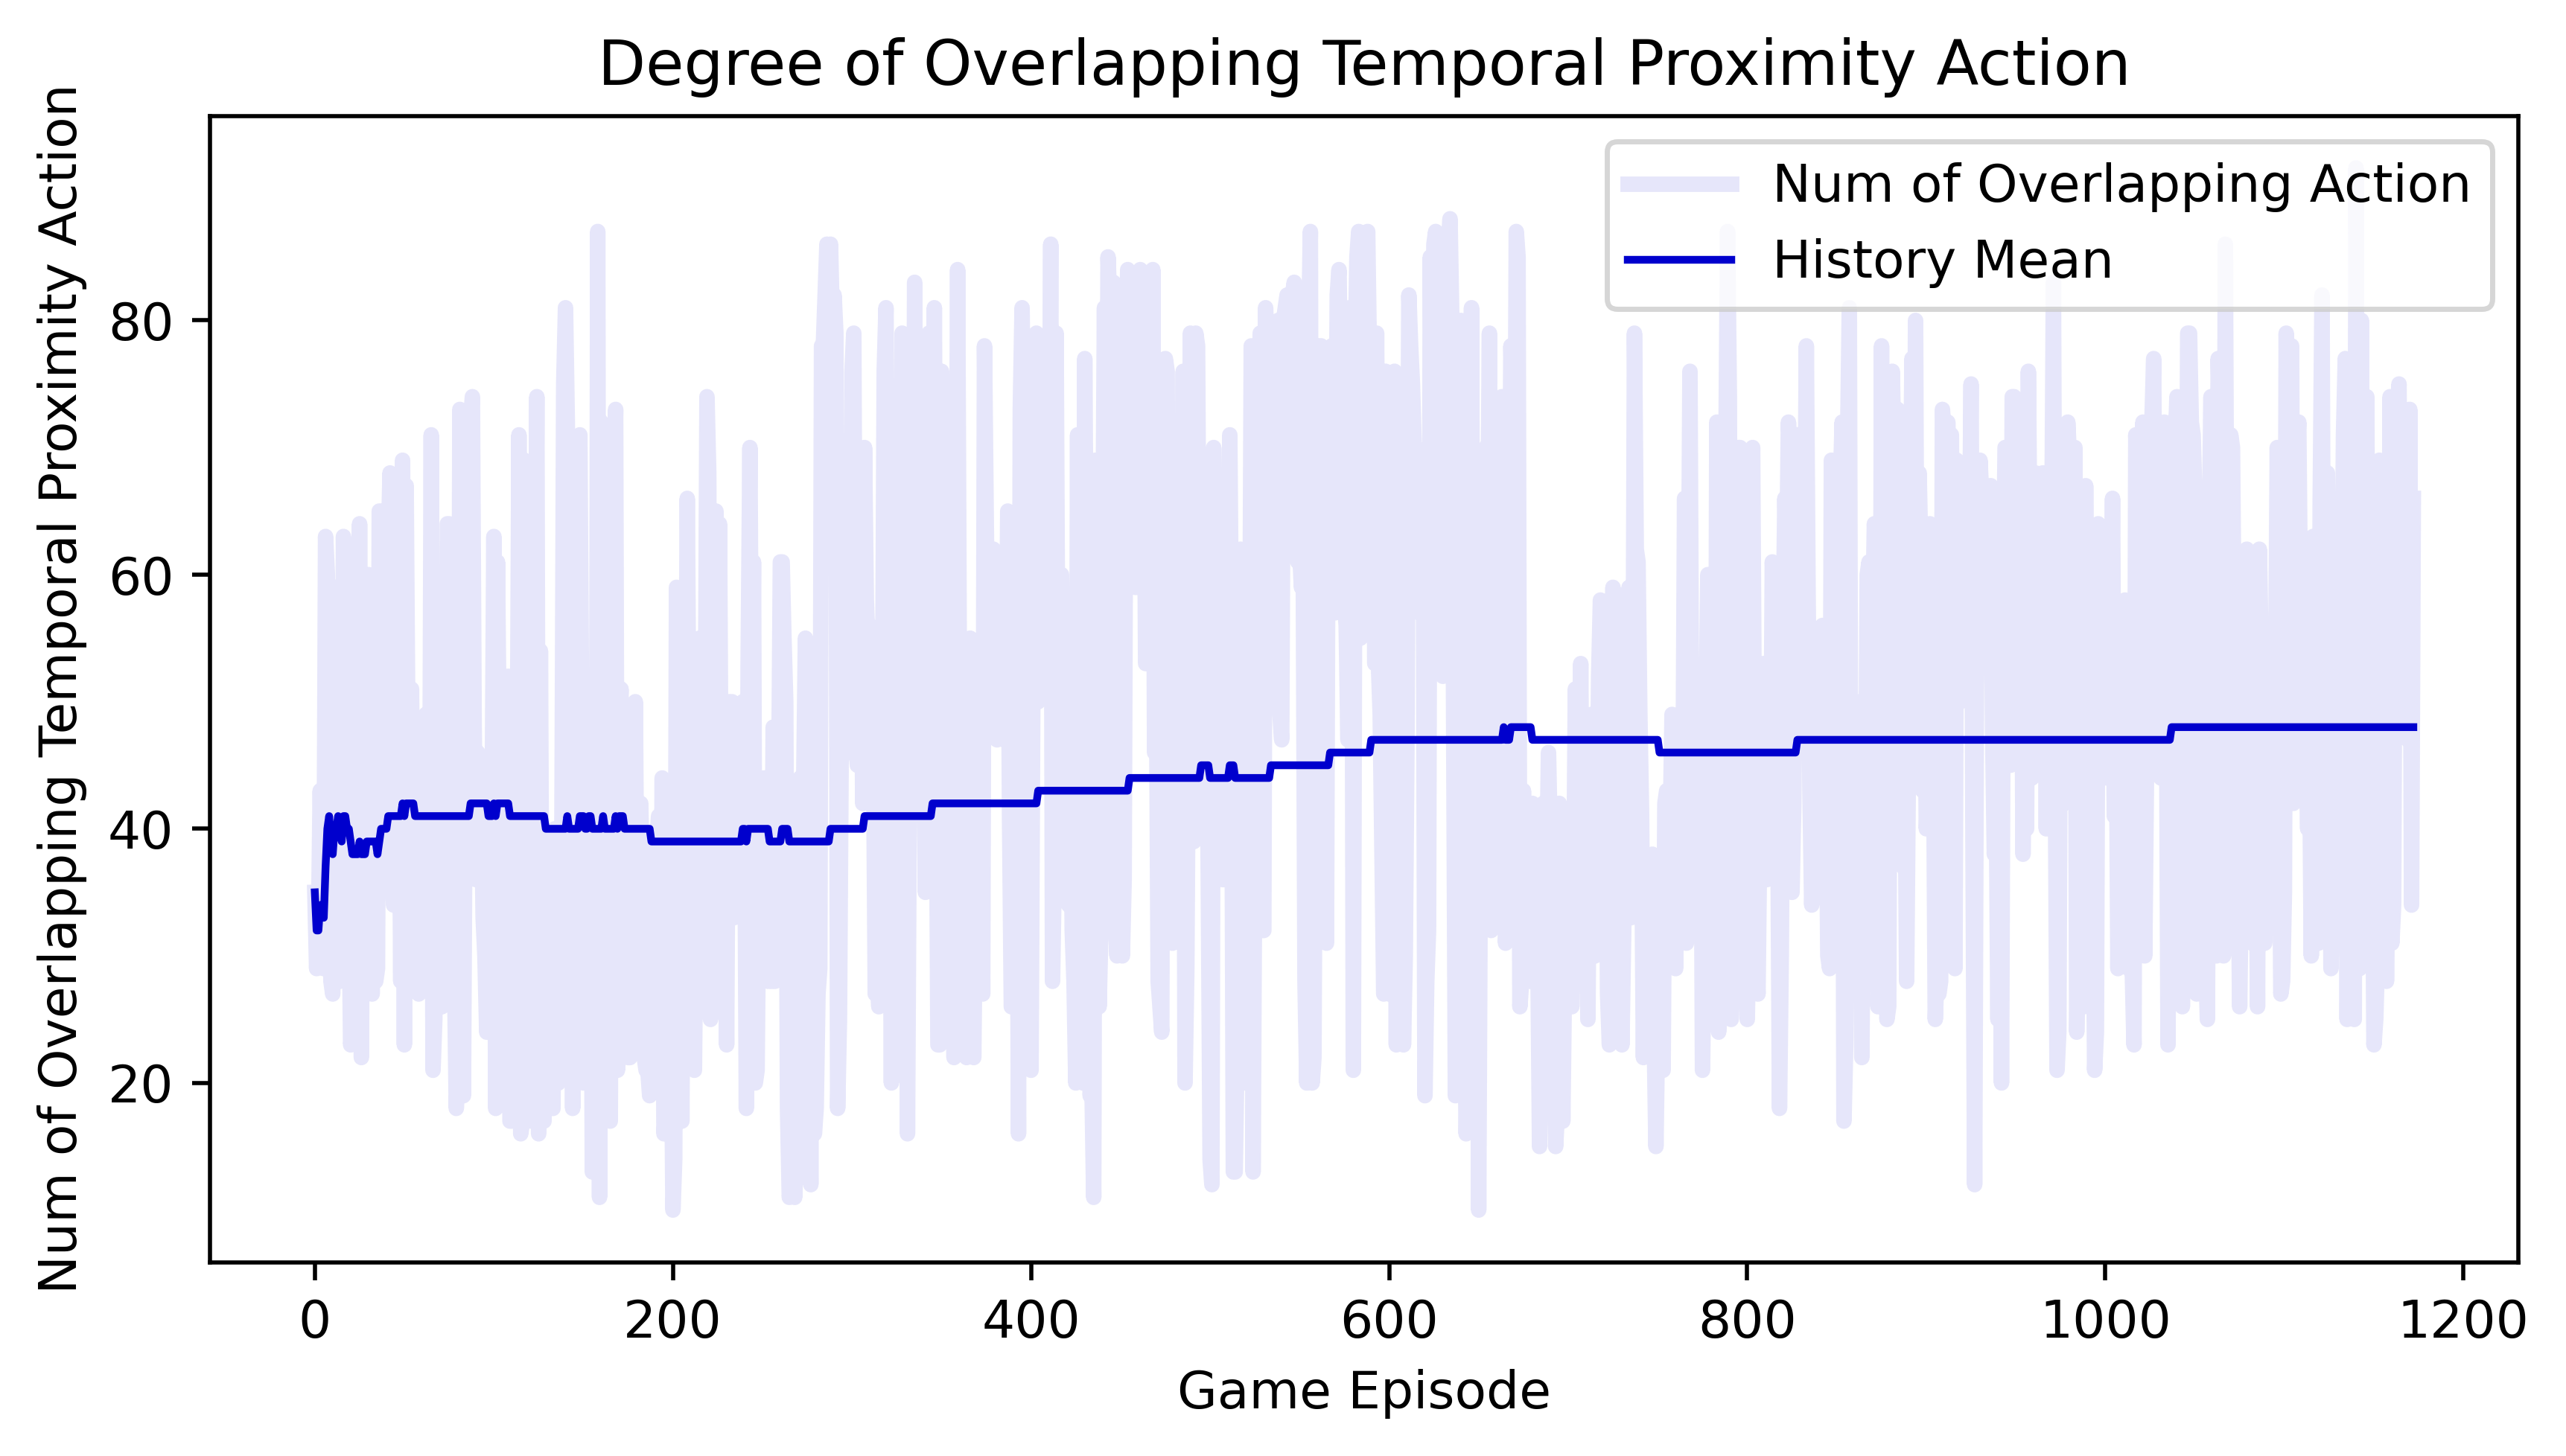 Degree of Overlapping Temporal Proximity Action
Num of Overlapping Temporal Proximity Action
Num of Overlapping Action
History Mean
80
60
40
20
0
200
400
600
800
1000
1200
Game Episode